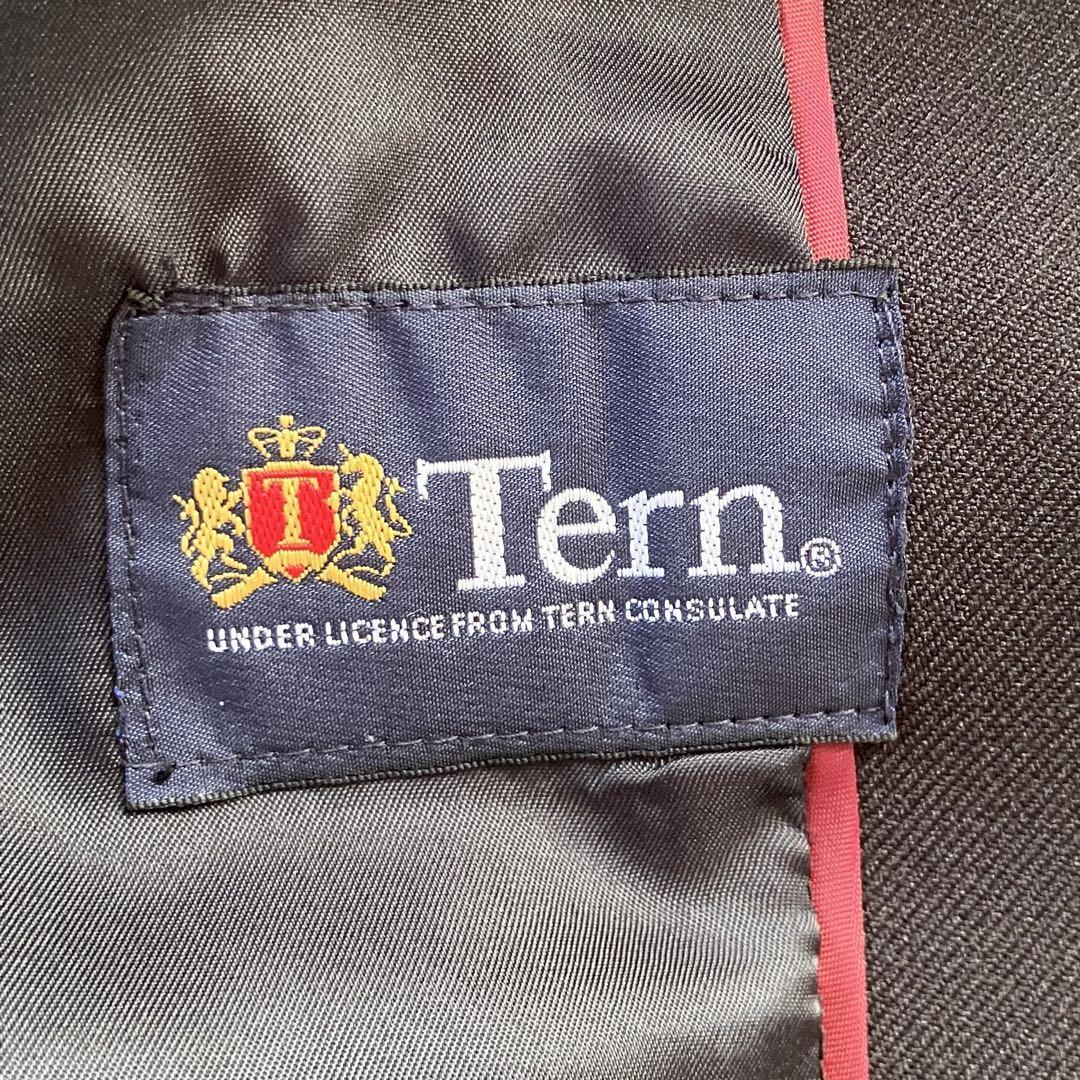 T
Tern®
UNDER LICENCE FROM TERN CONSULATE